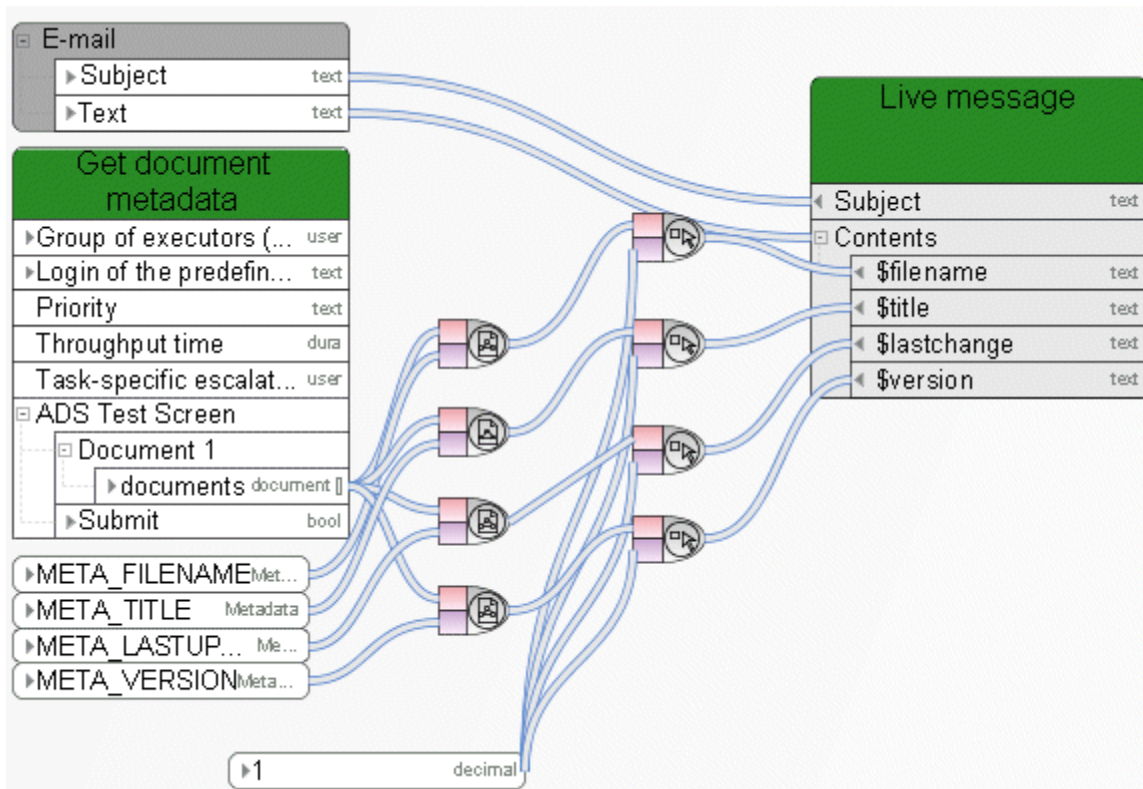 E-mail
Subject text
Text text
Get document
metadata
Group of executors (... user
Login of the predefin... text
Priority text
Throughput time dura
Task-specific escalat... user
ADS Test Screen
Document 1
documents document []
Submit bool
META_FILENAME Met...
META_TITLE Metadata
META_LASTUP... Me...
META_VERSION Meta...
1 decimal
Live message
Subject text
Contents
$filename text
$title text
$lastchange text
$version text